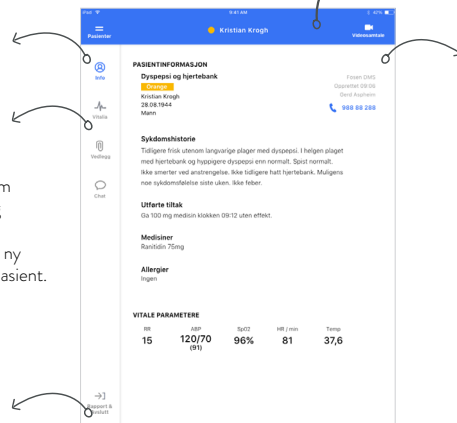 iPad
9:41 AM
42%
Pasienter
Kristian Krogh
Videosamtale
Info
Vitalia
Vedlegg
Chat
PASIENTINFORMASJON
Dyspepsi og hjertebank
Orange
Kristian Krogh
28.08.1944
Mann
Fosen DMS
Opprettet 09:06
Gerd Asphenn
988 88 288
Sykdomshistorie
Tidligere frisk utenom langvarige plager med dyspepsi. I helgen plaget
med hjertebank og hyppigere dyspepsi enn normalt. Spist normalt.
Ikke smerter ved anstrengelse. Ikke tidligere hatt hjertebank. Muligens
noe sykdomsfølelse siste uken. Ikke feber.
Utførte tiltak
Ga 100 mg medisin klokken 09:12 uten effekt.
Medisiner
Ranitidin 75mg
Allergier
Ingen
VITALE PARAMETERE
RR ABP SpO2 HR / min Temp
15 120/70 96% 81 37,6
(91)
Rapport &
Avslutt
m
ny
asient.